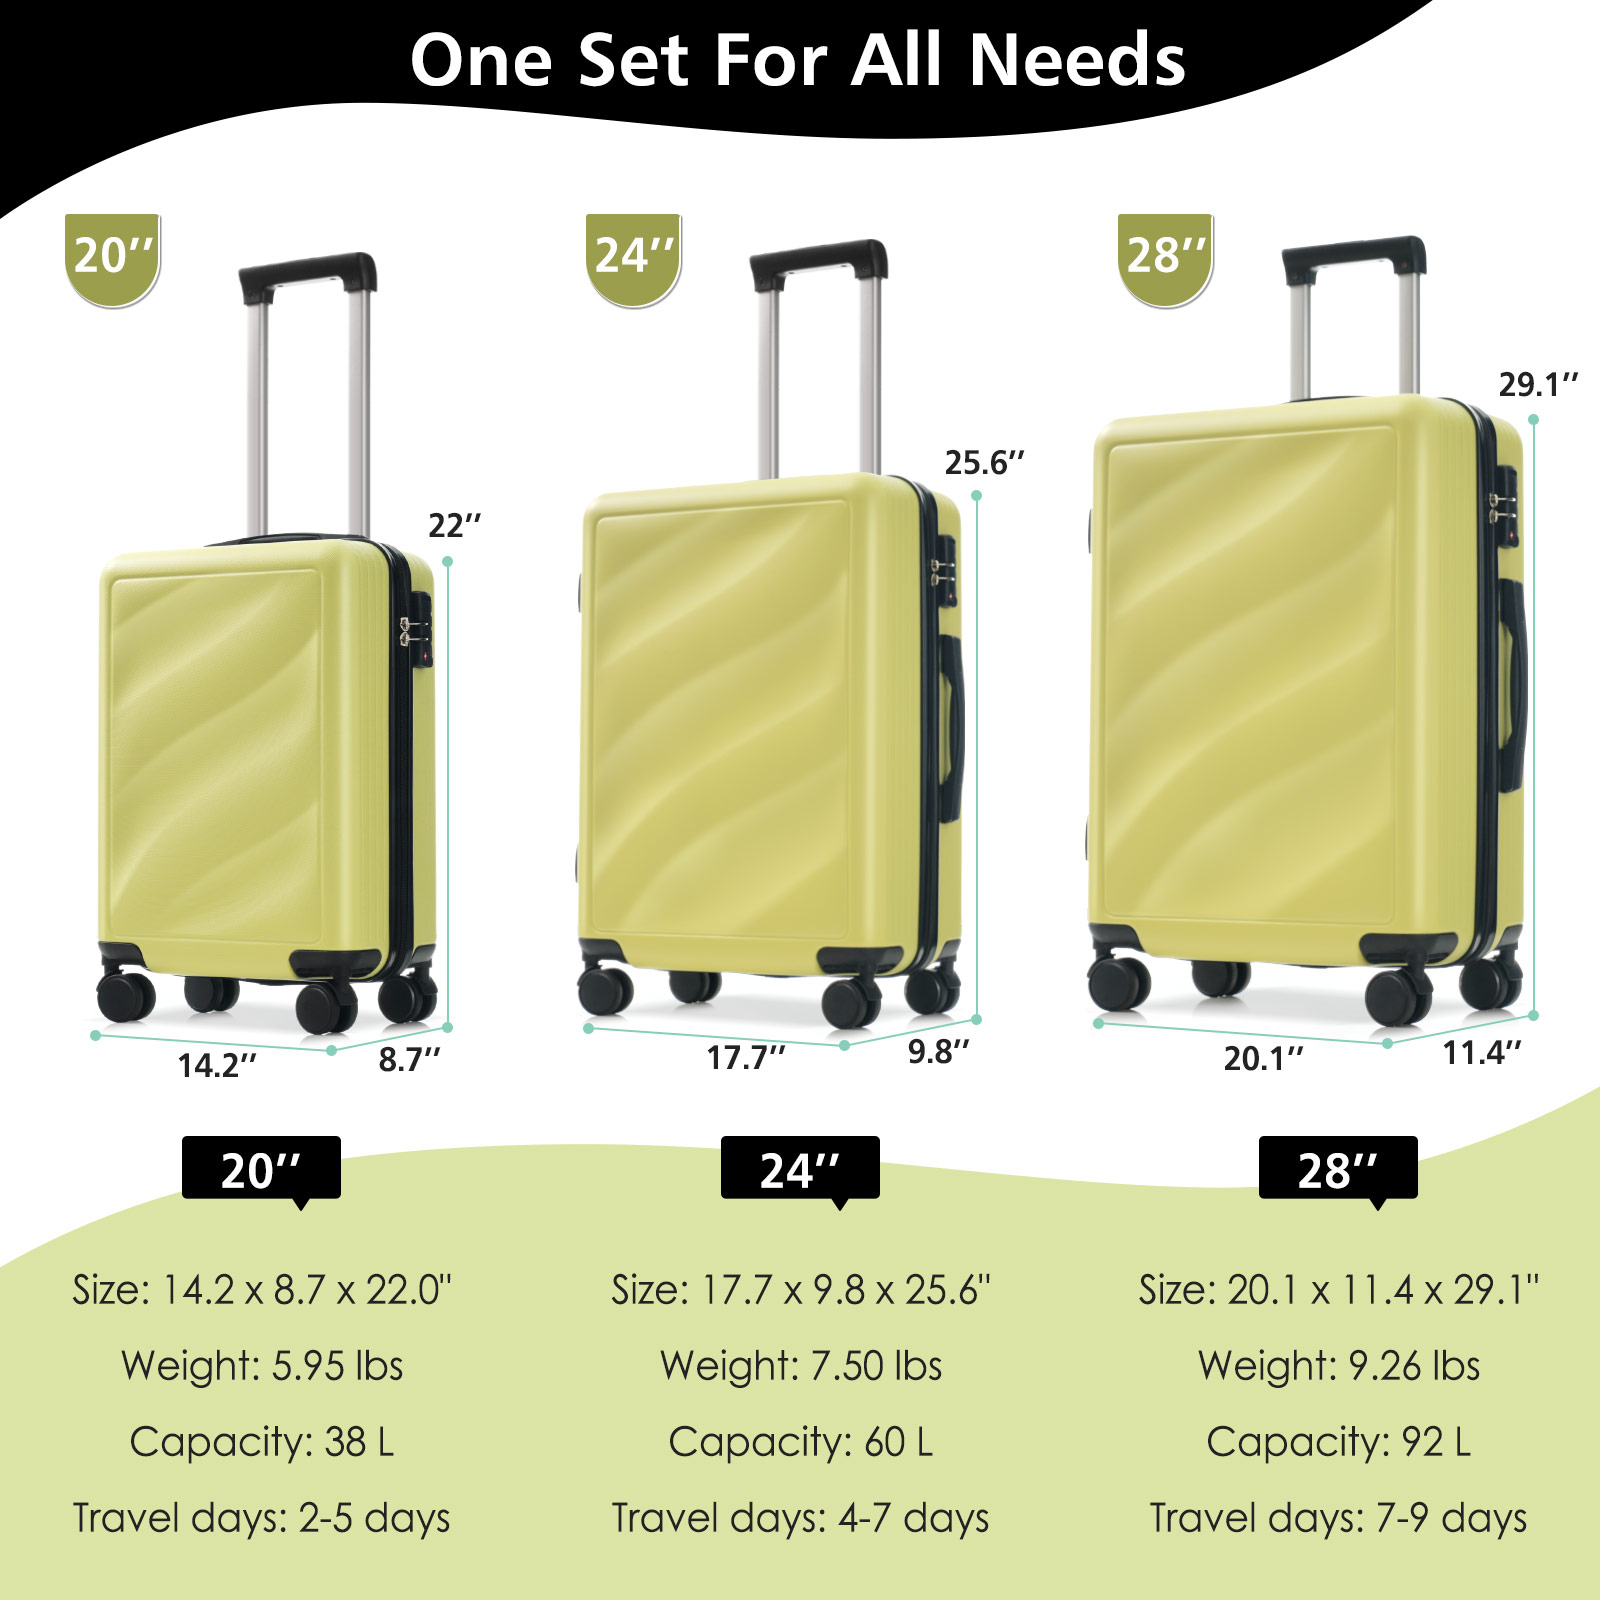 One Set For All Needs
20’’
24’’
28’’
22’’
25.6’’
29.1’’
14.2’’
8.7’’
17.7’’
9.8’’
20.1’’
11.4’’
20’’
24’’
28’’
Size: 14.2 x 8.7 x 22.0"
Weight: 5.95 lbs
Capacity: 38 L
Travel days: 2-5 days
Size: 17.7 x 9.8 x 25.6"
Weight: 7.50 lbs
Capacity: 60 L
Travel days: 4-7 days
Size: 20.1 x 11.4 x 29.1"
Weight: 9.26 lbs
Capacity: 92 L
Travel days: 7-9 days